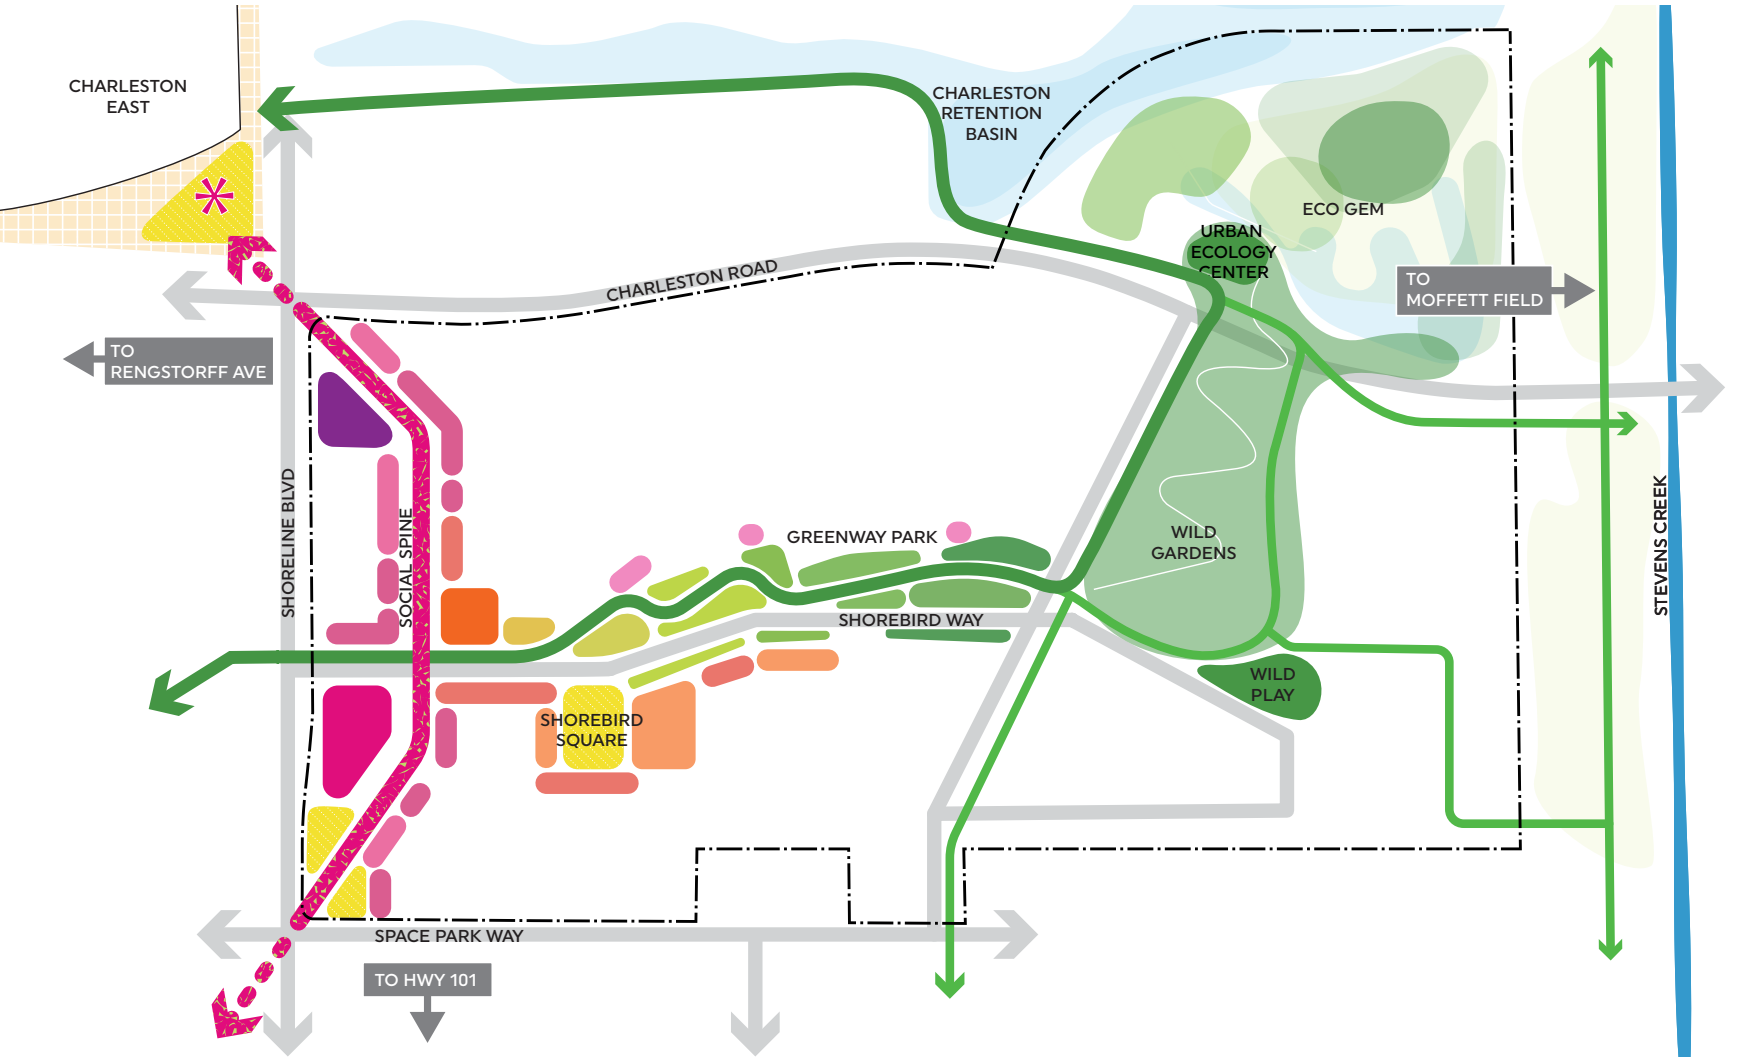 CHARLESTON
EAST
CHARLESTON
RETENTION
BASIN
ECO GEM
URBAN
ECOLOGY
CENTER
TO
MOFFETT FIELD
CHARLESTON ROAD
TO
RENGSTORFF AVE
SHORELINE BLVD
SOCIAL SPINE
GREENWAY PARK
WILD
GARDENS
STEVENS CREEK
SHOREBIRD WAY
WILD
PLAY
SHOREBIRD
SQUARE
SPACE PARK WAY
TO HWY 101